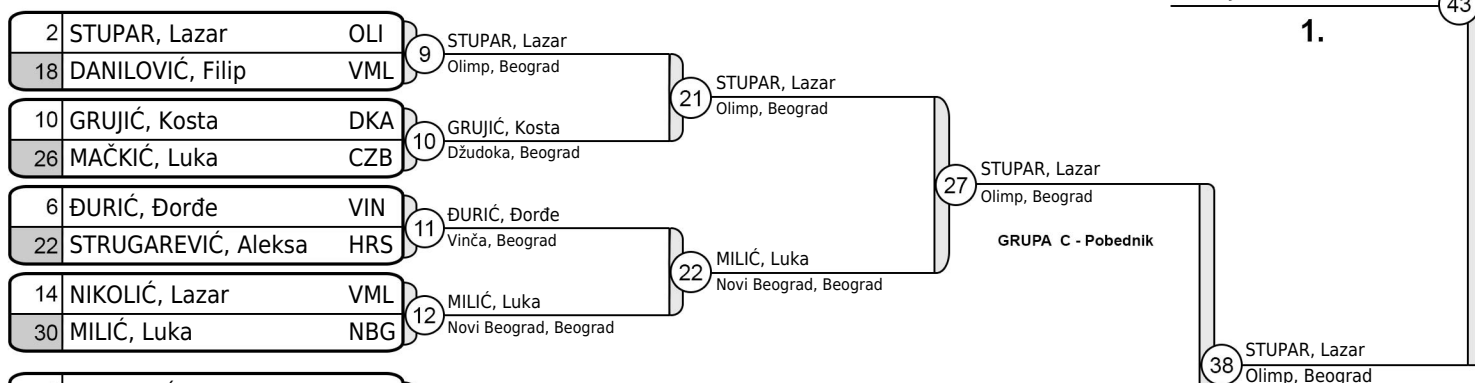 43
1.
2 STUPAR, Lazar OLI
18 DANILOVIĆ, Filip VML
9
STUPAR, Lazar
Olimp, Beograd
10 GRUJIĆ, Kosta DKA
26 MAČKIĆ, Luka CZB
10
GRUJIĆ, Kosta
Džudoka, Beograd
21
STUPAR, Lazar
Olimp, Beograd
6 ĐURIĆ, Đorđe VIN
22 STRUGAREVIĆ, Aleksa HRS
11
ĐURIĆ, Đorđe
Vinča, Beograd
14 NIKOLIĆ, Lazar VML
30 MILIĆ, Luka NBG
12
MILIĆ, Luka
Novi Beograd, Beograd
22
MILIĆ, Luka
Novi Beograd, Beograd
27
STUPAR, Lazar
Olimp, Beograd
GRUPA C - Pobednik
38
STUPAR, Lazar
Olimp, Beograd